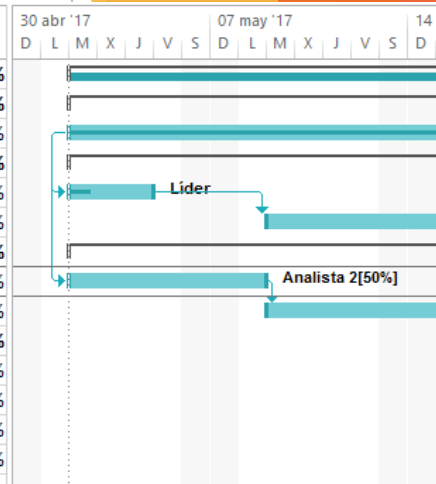 30 abr '17 07 may '17 14
D L M X J V S D L M X J V S D
Líder
Analista 2[50%]